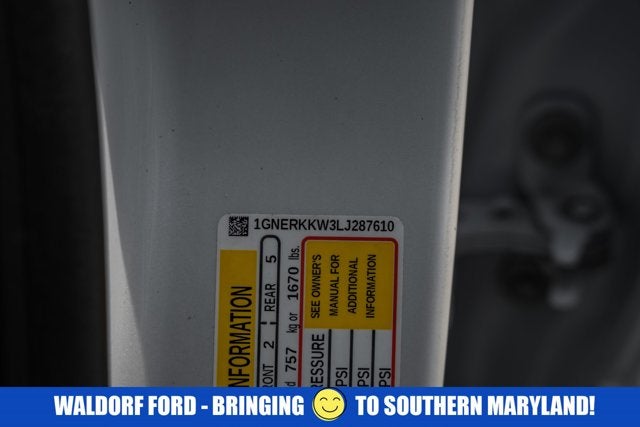 1GNERKKW3LJ287610
INFORMATION
FRONT 2 REAR 5
757 kg or 1670 lbs.
PRESSURE
PSI
PSI
PSI
SEE OWNER'S
MANUAL FOR
ADDITIONAL
INFORMATION
WALDORF FORD - BRINGING TO SOUTHERN MARYLAND!